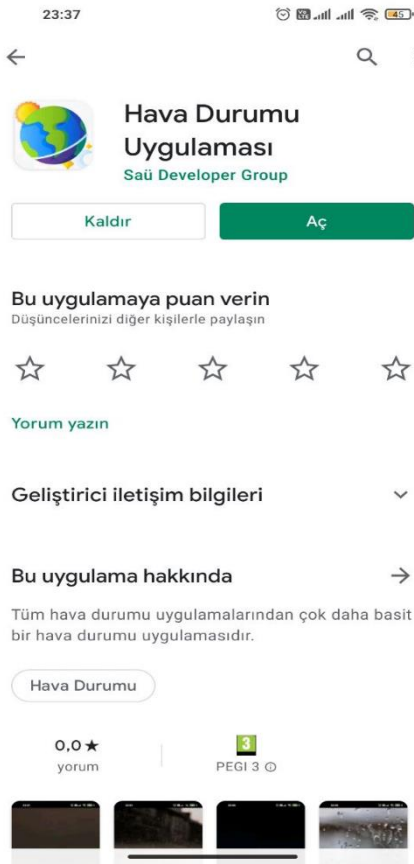 23:37
45
Hava Durumu
Uygulaması
Saü Developer Group
Kaldır
Aç
Bu uygulamaya puan verin
Düşüncelerinizi diğer kişilerle paylaşın
Yorum yazın
Geliştirici iletişim bilgileri
Bu uygulama hakkında
Tüm hava durumu uygulamalarından çok daha basit
bir hava durumu uygulamasıdır.
Hava Durumu
0,0★
3
yorum
PEGI 3